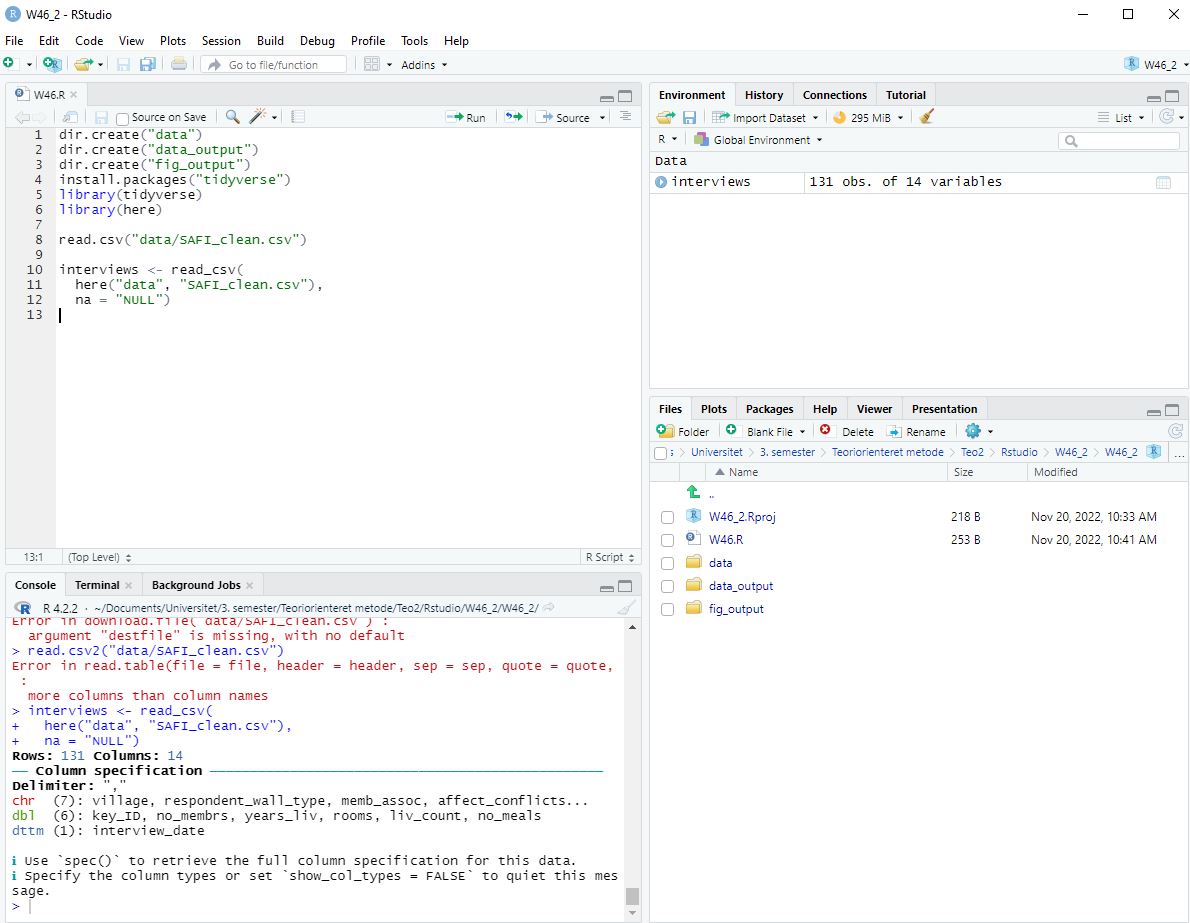 W46_2 - RStudio
File Edit Code View Plots Session Build Debug Profile Tools Help
Go to file/function Addins W46_2
W46.R
Source on Save Run Source
1 dir.create("data")
2 dir.create("data_output")
3 dir.create("fig_output")
4 install.packages("tidyverse")
5 library(tidyverse)
6 library(here)
7
8 read.csv("data/SAFI_clean.csv")
9
10 interviews <- read_csv(
11 here("data", "SAFI_clean.csv"),
12 na = "NULL")
13
13:1 (Top Level) R Script
Console Terminal Background Jobs
R 4.2.2 · ~/Documents/Universitet/3. semester/Teoriorienteret metode/Teo2/Rstudio/W46_2/W46_2/
Error in download.file("data/SAFI_clean.csv") :
argument "destfile" is missing, with no default
> read.csv2("data/SAFI_clean.csv")
Error in read.table(file = file, header = header, sep = sep, quote = quote,
:
more columns than column names
> interviews <- read_csv(
+ here("data", "SAFI_clean.csv"),
+ na = "NULL")
Rows: 131 Columns: 14
── Column specification ──────────────────────────
Delimiter: ","
chr (7): village, respondent_wall_type, memb_assoc, affect_conflicts...
dbl (6): key_ID, no_membrs, years_liv, rooms, liv_count, no_meals
dttm (1): interview_date
ℹ Use `spec()` to retrieve the full column specification for this data.
ℹ Specify the column types or set `show_col_types = FALSE` to quiet this mes
sage.
>
Environment History Connections Tutorial
Import Dataset 295 MiB List
R Global Environment
Data
interviews 131 obs. of 14 variables
Files Plots Packages Help Viewer Presentation
Folder Blank File Delete Rename
Universitet 3. semester Teoriorienteret metode Teo2 Rstudio W46_2 W46_2 ...
Name Size Modified
..
W46_2.Rproj 218 B Nov 20, 2022, 10:33 AM
W46.R 253 B Nov 20, 2022, 10:41 AM
data
data_output
fig_output